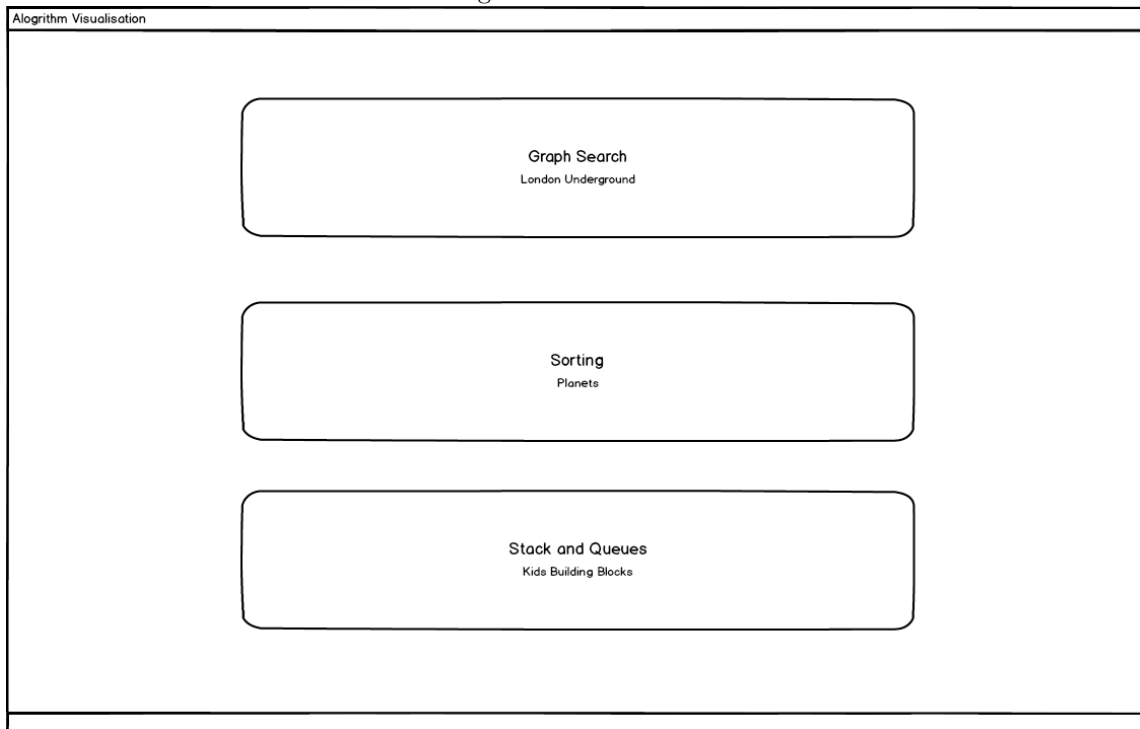 Alogrithm Visualisation
Graph Search
London Underground
Sorting
Planets
Stack and Queues
Kids Building Blocks